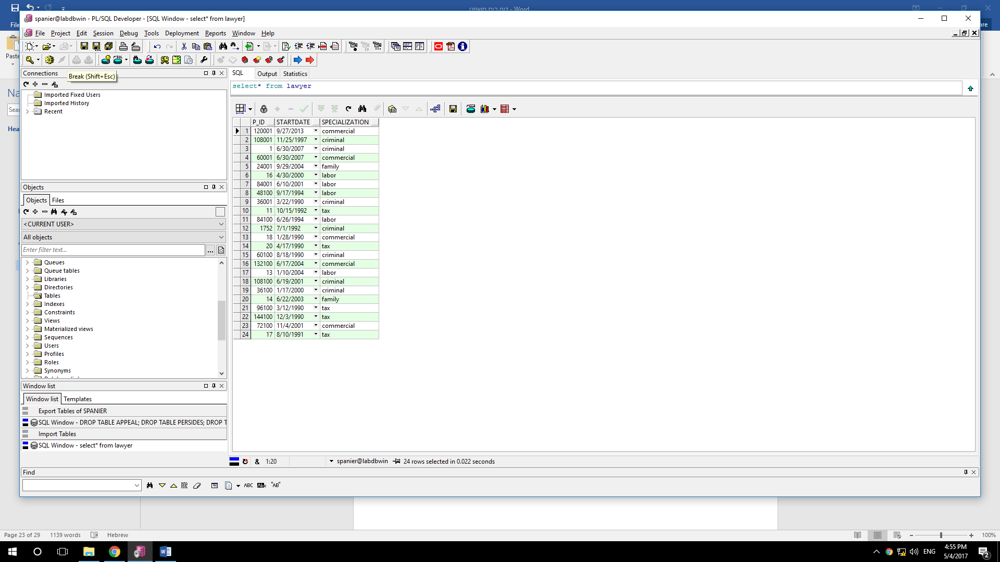 דוח בית משפט - Word
File
are
spanier@labdbwin - PL/SQL Developer - [SQL Window - select* from lawyer]
File Project Edit Session Debug Tools Deployment Reports Window Help
Paste
Connections
Break (Shift+Esc)
Imported Fixed Users
Imported History
Recent
Na
Sear
Hea
SQL Output Statistics
select* from lawyer
P_ID STARTDATE SPECIALIZATION
1 120001 9/27/2013 commercial
2 108001 11/25/1997 criminal
3 1 6/30/2007 criminal
4 60001 6/30/2007 commercial
5 24001 9/29/2004 family
6 16 4/30/2000 labor
7 84001 6/10/2001 labor
8 48100 9/17/1994 labor
9 36001 3/22/1990 criminal
10 11 10/15/1992 tax
11 84100 6/26/1994 labor
12 1752 7/1/1992 criminal
13 18 1/28/1990 commercial
14 20 4/17/1990 tax
15 60100 8/18/1990 criminal
16 132100 6/17/2004 commercial
17 13 1/10/2004 labor
18 108100 6/19/2001 criminal
19 36100 1/17/2000 criminal
20 14 6/22/2003 family
21 96100 3/12/1990 tax
22 144100 12/3/1990 tax
23 72100 11/4/2001 commercial
24 17 8/10/1991 tax
Objects
Objects Files
<CURRENT USER>
All objects
Enter filter text...
Queues
Queue tables
Libraries
Directories
Tables
Indexes
Constraints
Views
Materialized views
Sequences
Users
Profiles
Roles
Synonyms
Window list
Window list Templates
Export Tables of SPANIER
SQL Window - DROP TABLE APPEAL; DROP TABLE PERSIDES; DROP T
Import Tables
SQL Window - select* from lawyer
& 1:20 spanier@labdbwin 24 rows selected in 0.022 seconds
Find
ABC "AB"
Page 23 of 29 1139 words Hebrew 100%
ENG
4:55 PM
5/4/2017
2